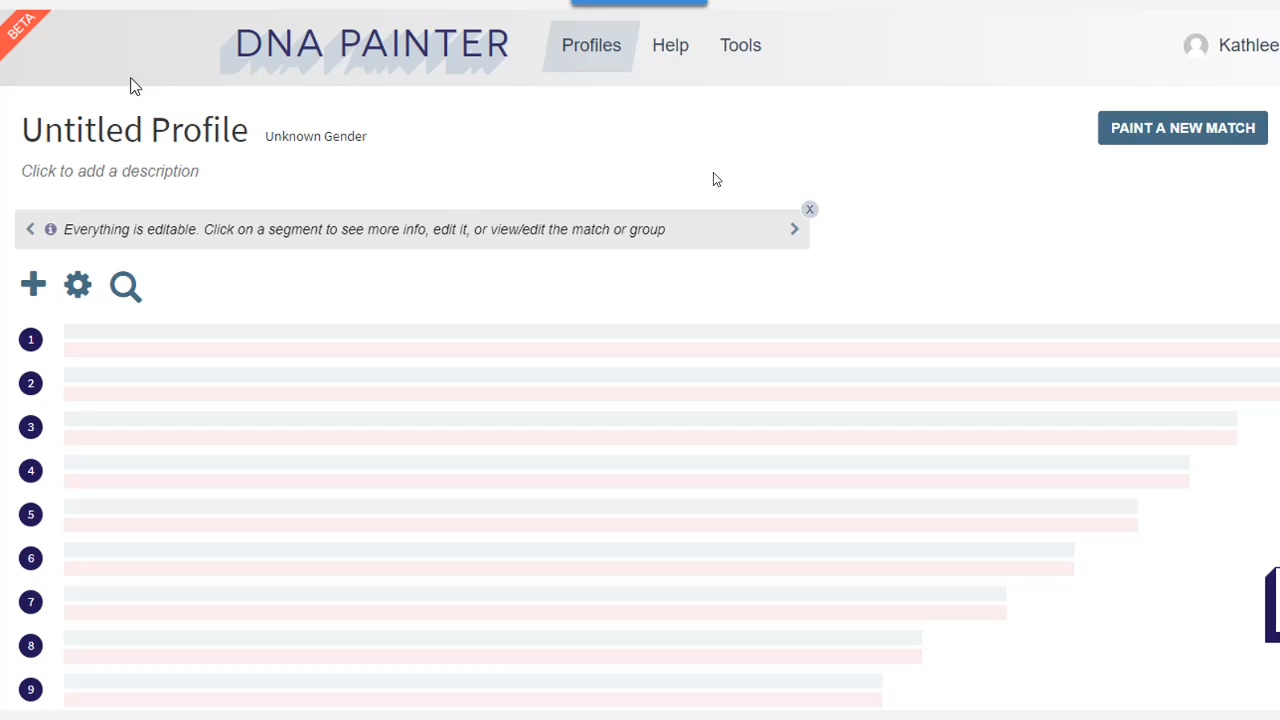 BETA
DNA PAINTER
Profiles
Help
Tools
Kathlee
Untitled Profile
Unknown Gender
PAINT A NEW MATCH
Click to add a description
X
Everything is editable. Click on a segment to see more info, edit it, or view/edit the match or group
1
2
3
4
5
6
7
8
9